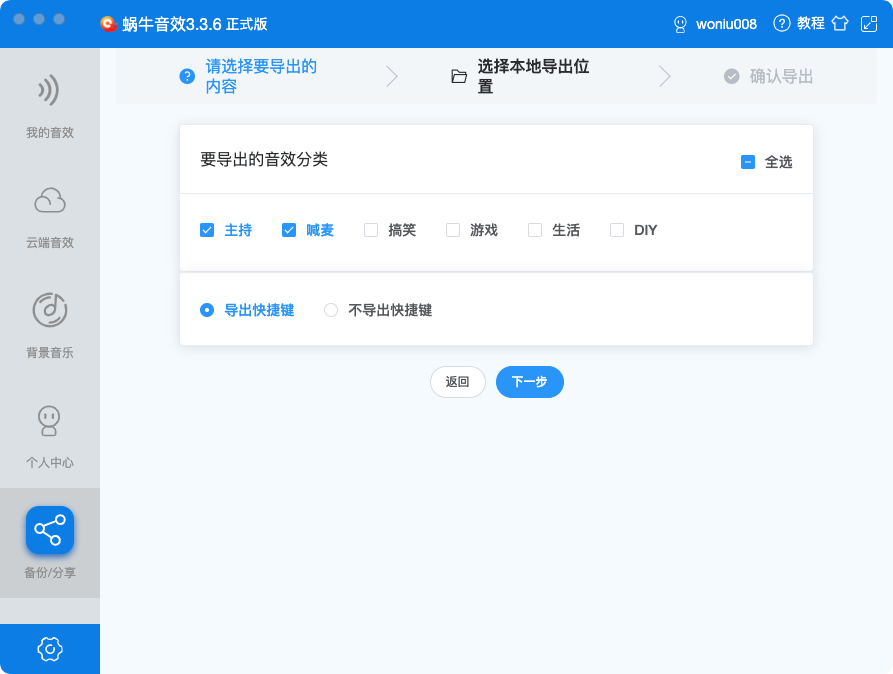 蜗牛音效3.3.6 正式版
woniu008
教程
我的音效
云端音效
背景音乐
个人中心
备份/分享
请选择要导出的
内容
选择本地导出位
置
确认导出
要导出的音效分类
全选
主持 喊麦 搞笑 游戏 生活 DIY
导出快捷键 不导出快捷键
返回 下一步